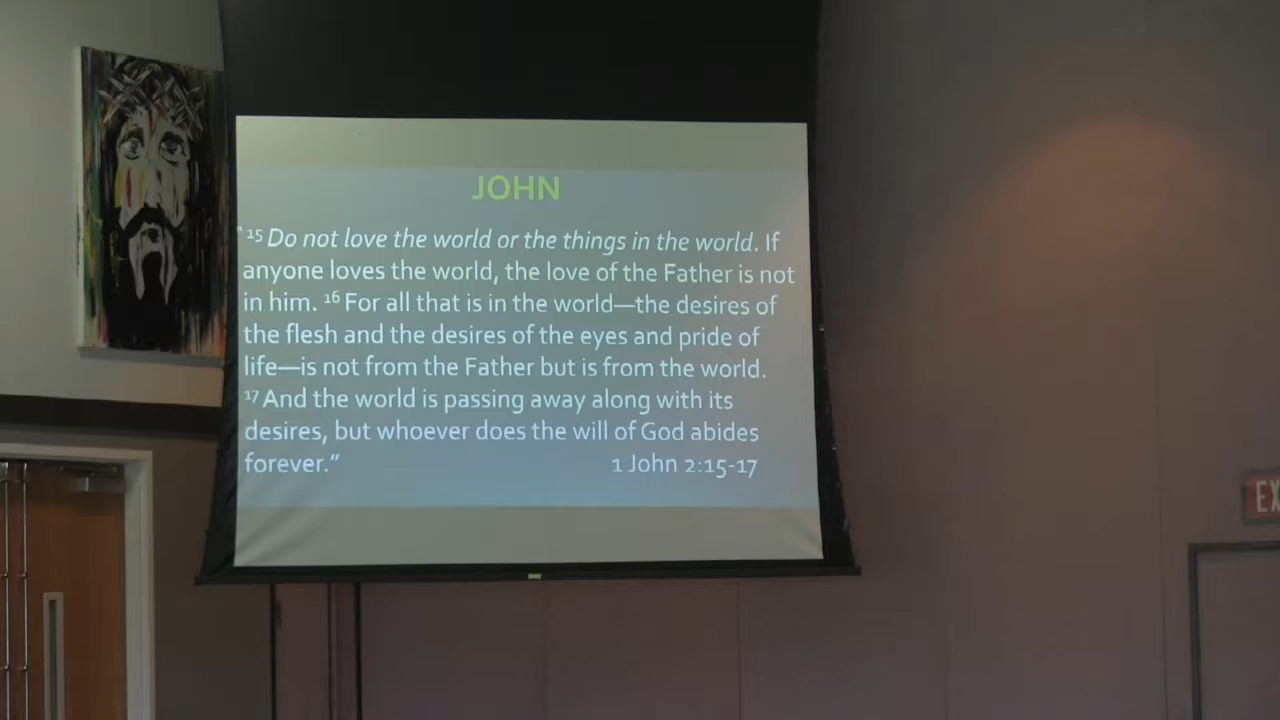 JOHN
“ 15 Do not love the world or the things in the world. If
anyone loves the world, the love of the Father is not
in him. 16 For all that is in the world—the desires of
the flesh and the desires of the eyes and pride of
life—is not from the Father but is from the world.
17 And the world is passing away along with its
desires, but whoever does the will of God abides
forever.” 1 John 2:15-17
EX